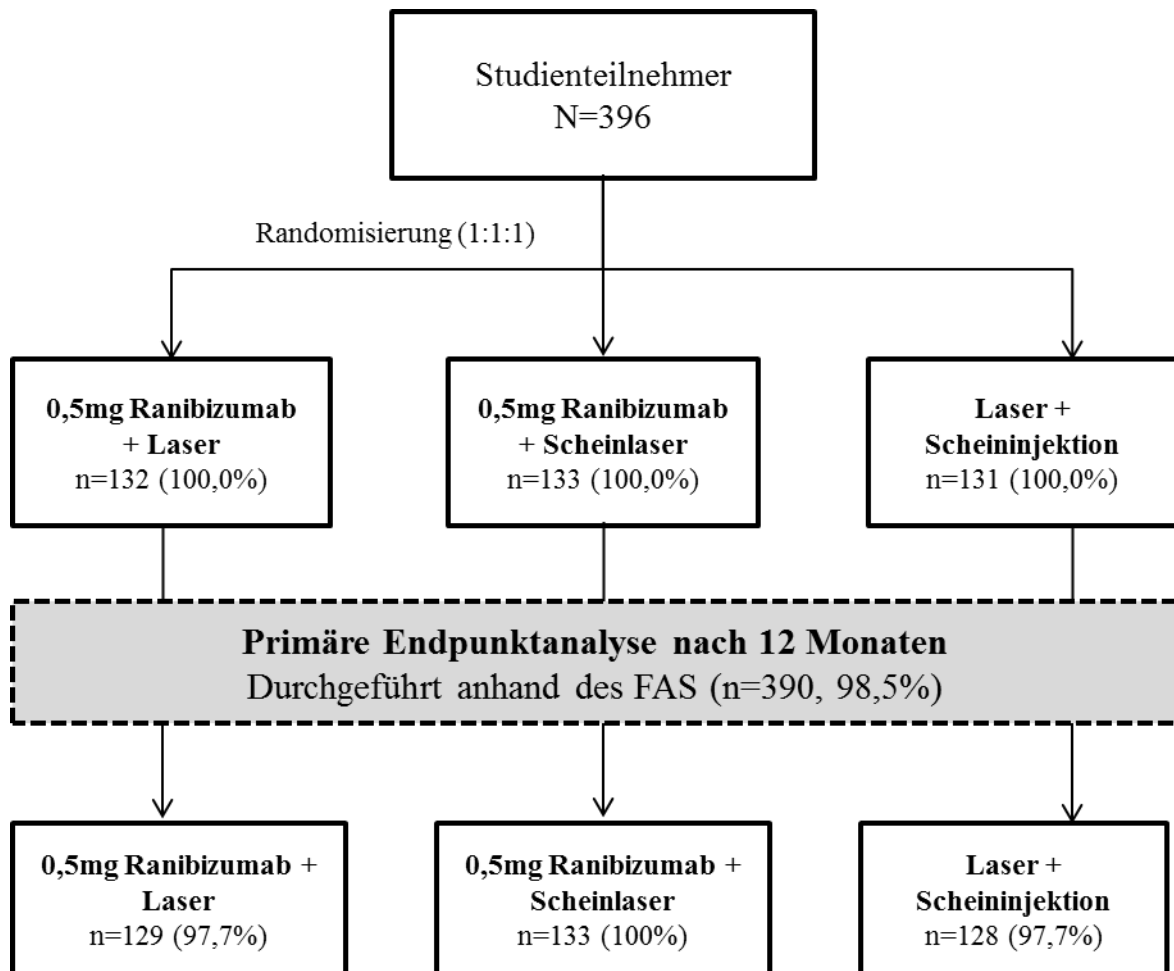 Studienteilnehmer
N=396
Randomisierung (1:1:1)
0,5mg Ranibizumab
+ Laser
n=132 (100,0%)
0,5mg Ranibizumab
+ Scheinlaser
n=133 (100,0%)
Laser +
Scheininjektion
n=131 (100,0%)
Primäre Endpunktanalyse nach 12 Monaten
Durchgeführt anhand des FAS (n=390, 98,5%)
0,5mg Ranibizumab +
Laser
n=129 (97,7%)
0,5mg Ranibizumab +
Scheinlaser
n=133 (100%)
Laser +
Scheininjektion
n=128 (97,7%)